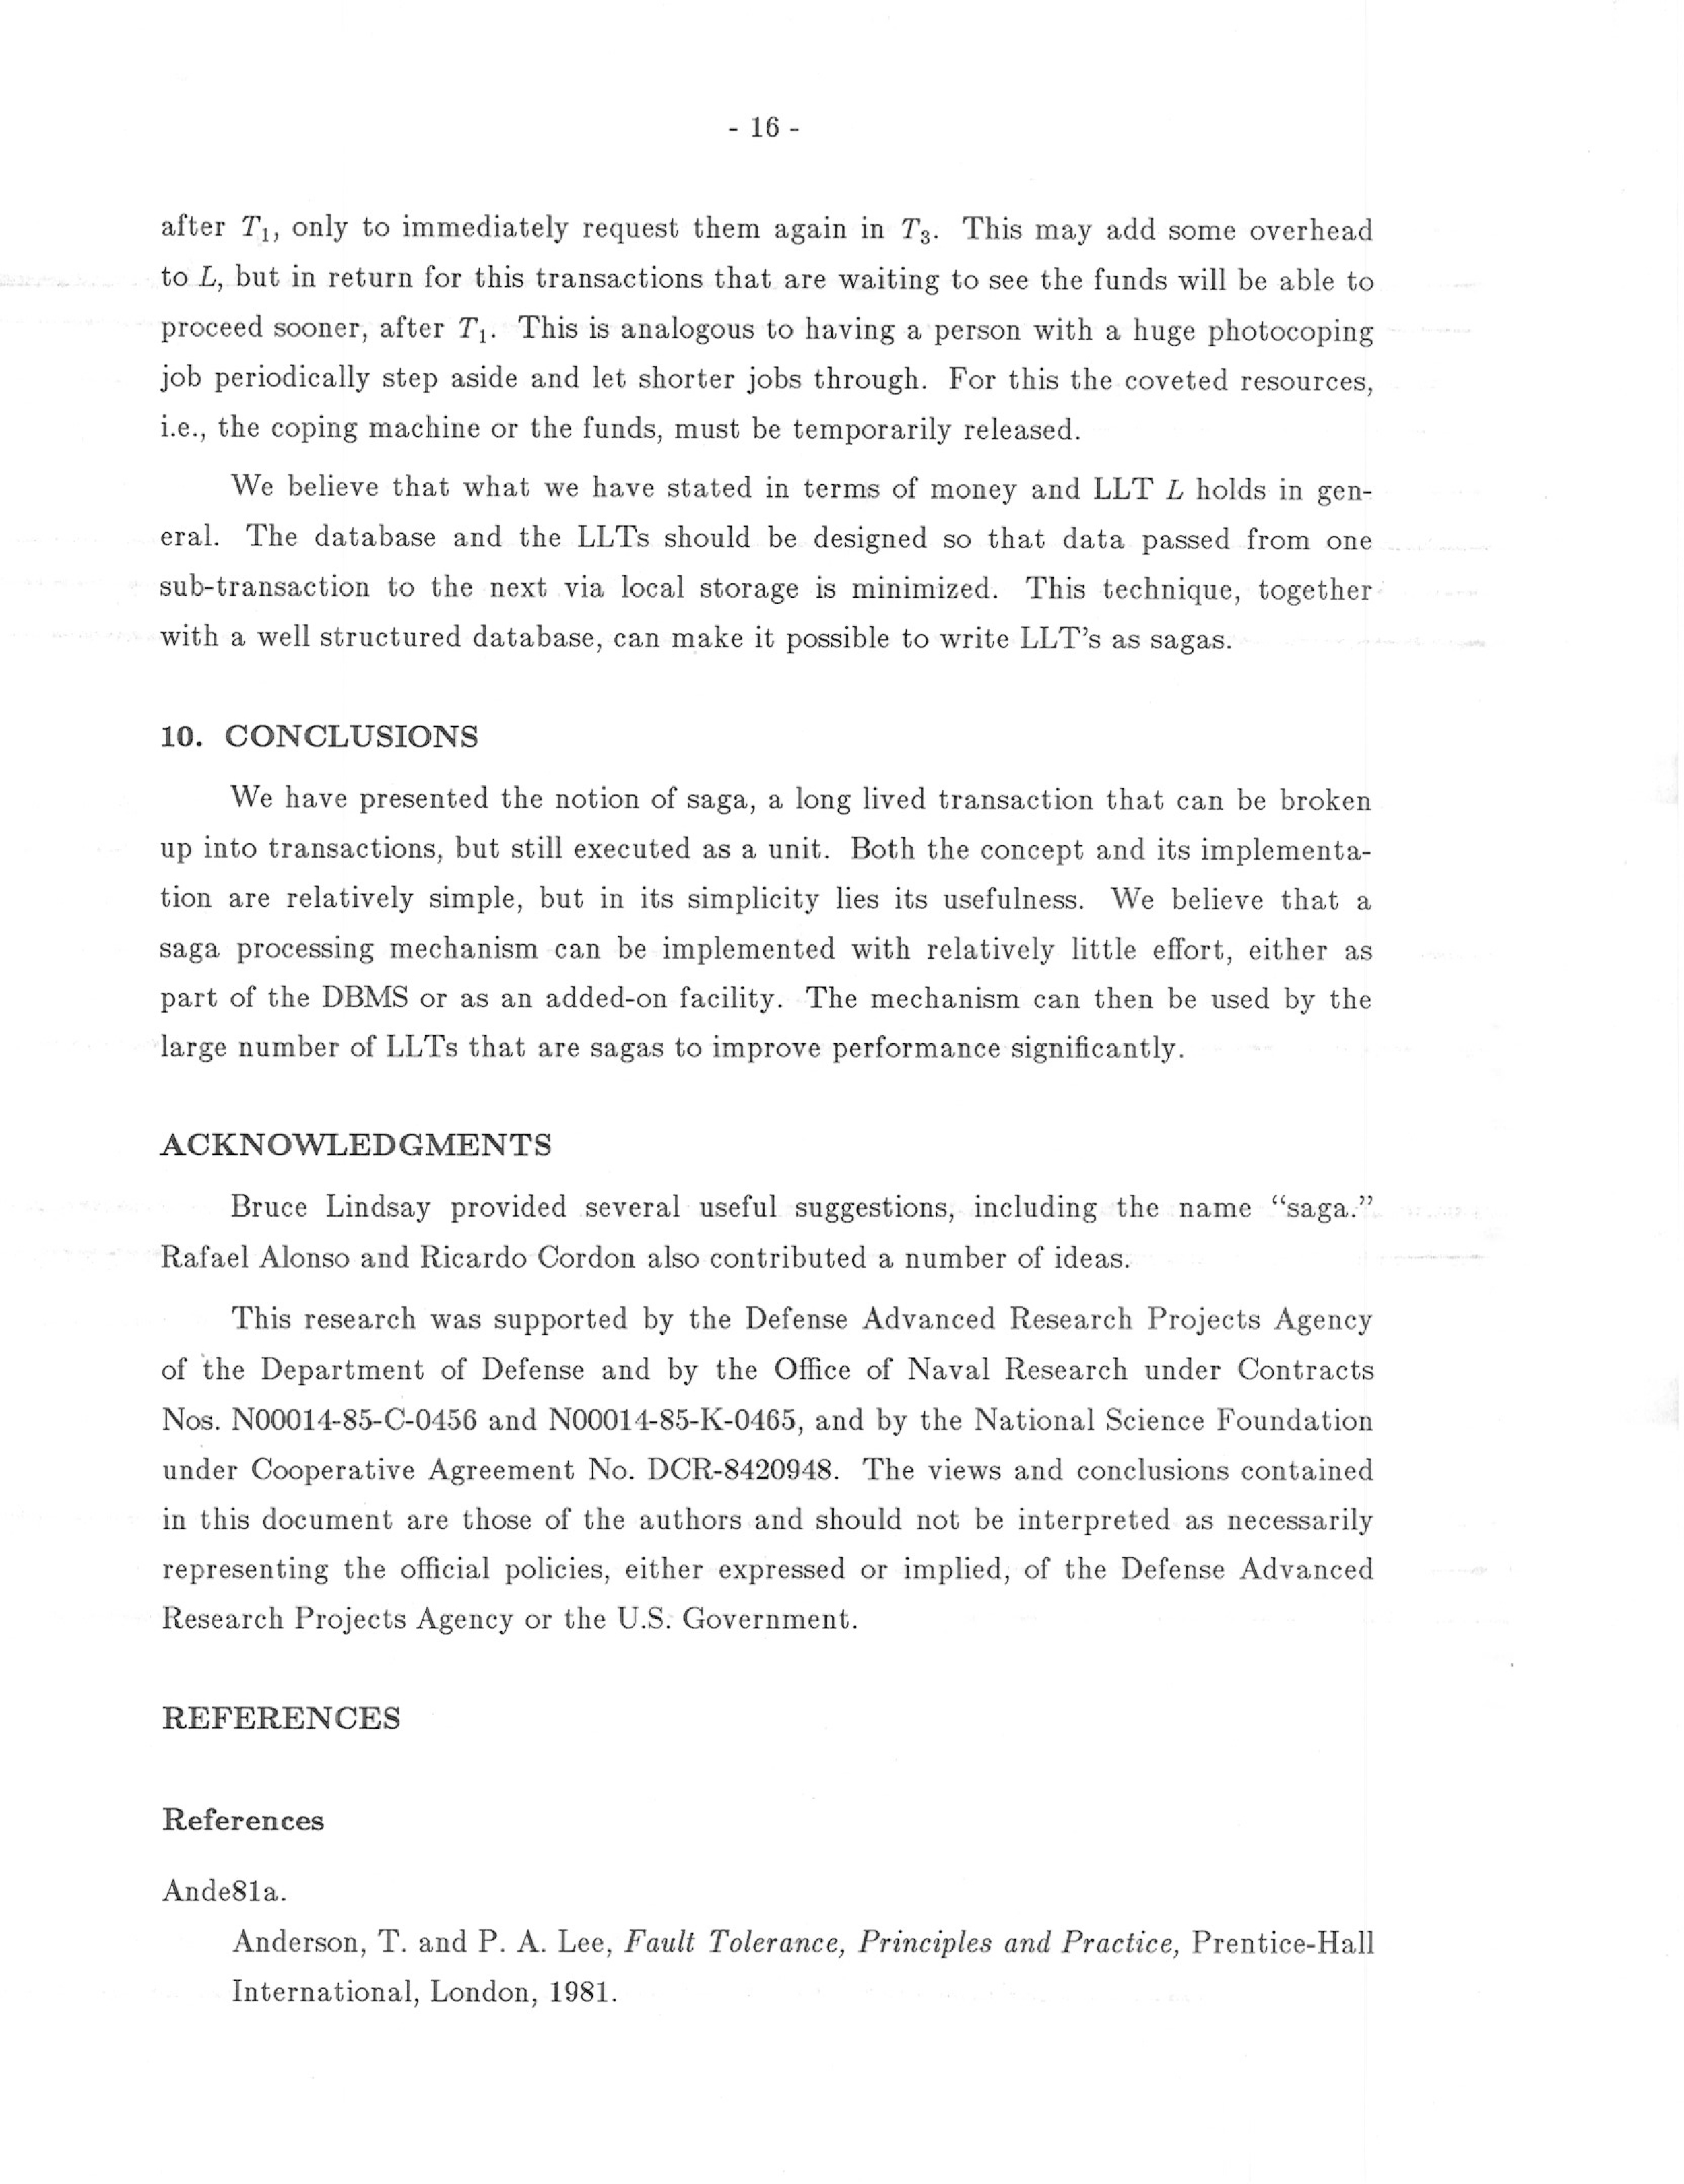 - 16 -
after T1, only to immediately request them again in T3. This may add some overhead
to L, but in return for this transactions that are waiting to see the funds will be able to
proceed sooner, after T1. This is analogous to having a person with a huge photocoping
job periodically step aside and let shorter jobs through. For this the coveted resources,
i.e., the coping machine or the funds, must be temporarily released.
We believe that what we have stated in terms of money and LLT L holds in gen-
eral. The database and the LLTs should be designed so that data passed from one
sub-transaction to the next via local storage is minimized. This technique, together
with a well structured database, can make it possible to write LLT's as sagas.
10. CONCLUSIONS
We have presented the notion of saga, a long lived transaction that can be broken
up into transactions, but still executed as a unit. Both the concept and its implementa-
tion are relatively simple, but in its simplicity lies its usefulness. We believe that a
saga processing mechanism can be implemented with relatively little effort, either as
part of the DBMS or as an added-on facility. The mechanism can then be used by the
large number of LLTs that are sagas to improve performance significantly.
ACKNOWLEDGMENTS
Bruce Lindsay provided several useful suggestions, including the name “saga.”
Rafael Alonso and Ricardo Cordon also contributed a number of ideas.
This research was supported by the Defense Advanced Research Projects Agency
of the Department of Defense and by the Office of Naval Research under Contracts
Nos. N00014-85-C-0456 and N00014-85-K-0465, and by the National Science Foundation
under Cooperative Agreement No. DCR-8420948. The views and conclusions contained
in this document are those of the authors and should not be interpreted as necessarily
representing the official policies, either expressed or implied, of the Defense Advanced
Research Projects Agency or the U.S. Government.
REFERENCES
References
Ande81a.
Anderson, T. and P. A. Lee, Fault Tolerance, Principles and Practice, Prentice-Hall
International, London, 1981.